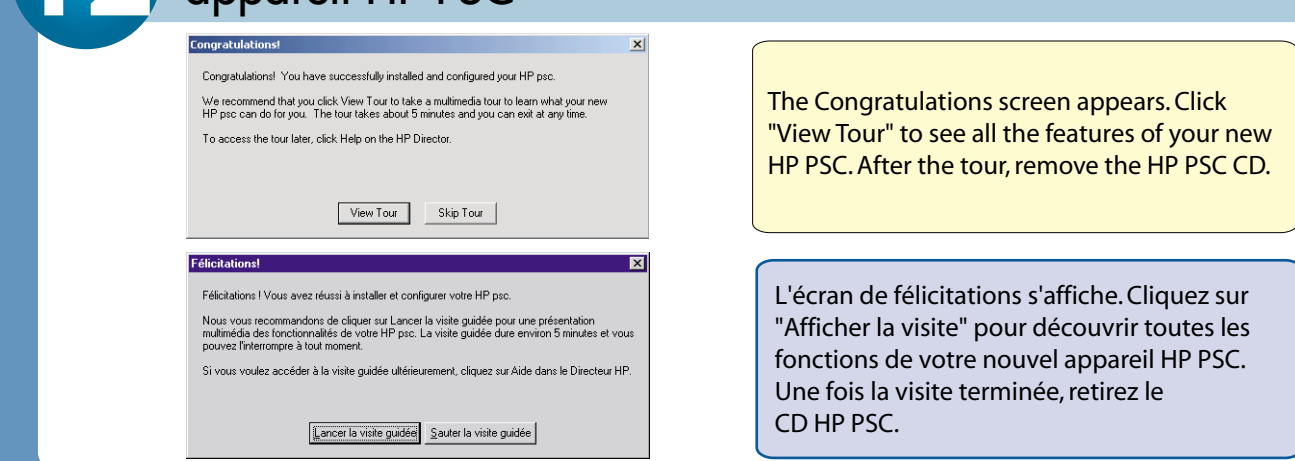 appareil HP PSC
Congratulations!
Congratulations! You have successfully installed and configured your HP psc.
We recommend that you click View Tour to take a multimedia tour to learn what your new
HP psc can do for you. The tour takes about 5 minutes and you can exit at any time.
To access the tour later, click Help on the HP Director.
View Tour
Skip Tour
The Congratulations screen appears. Click
"View Tour" to see all the features of your new
HP PSC. After the tour, remove the HP PSC CD.
Félicitations!
Félicitations ! Vous avez réussi à installer et configurer votre HP psc.
Nous vous recommandons de cliquer sur Lancer la visite guidée pour une présentation
multimédia des fonctionnalités de votre HP psc. La visite guidée dure environ 5 minutes et vous
pouvez l'interrompre à tout moment.
Si vous voulez accéder à la visite guidée ultérieurement, cliquez sur Aide dans le Directeur HP.
Lancer la visite guidée
Sauter la visite guidée
L'écran de félicitations s'affiche. Cliquez sur
"Afficher la visite" pour découvrir toutes les
fonctions de votre nouvel appareil HP PSC.
Une fois la visite terminée, retirez le
CD HP PSC.